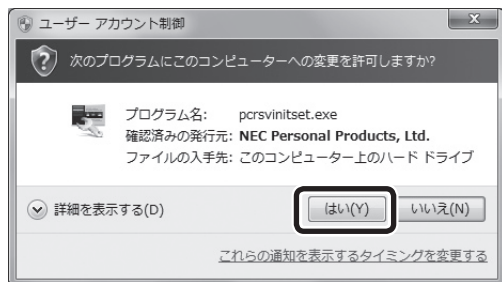 ユーザー アカウント制御
次のプログラムにこのコンピューターへの変更を許可しますか?
プログラム名: pcrsvinitset.exe
確認済みの発行元: NEC Personal Products, Ltd.
ファイルの入手先: このコンピューター上のハード ドライブ
詳細を表示する(D)
はい(Y)
いいえ(N)
これらの通知を表示するタイミングを変更する